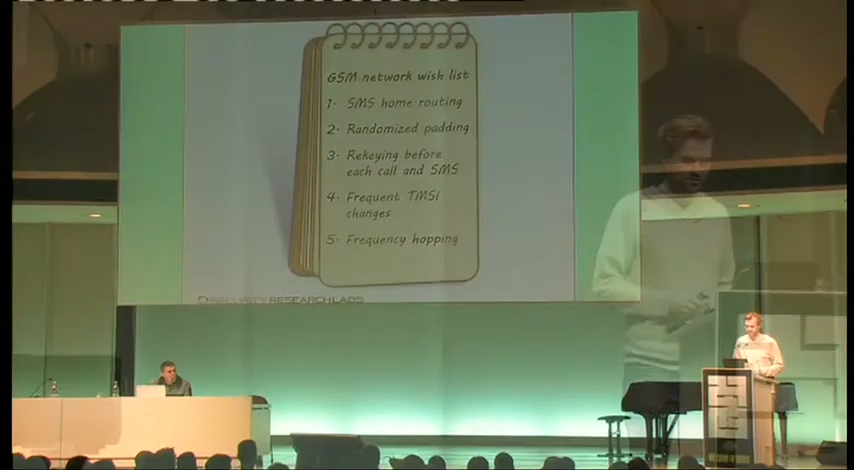 GSM network wish list
1. SMS home routing
2. Randomized padding
3. Rekeying before
each call and SMS
4. Frequent TMSI
changes
5. Frequency hopping
SECURITY RESEARCH LABS